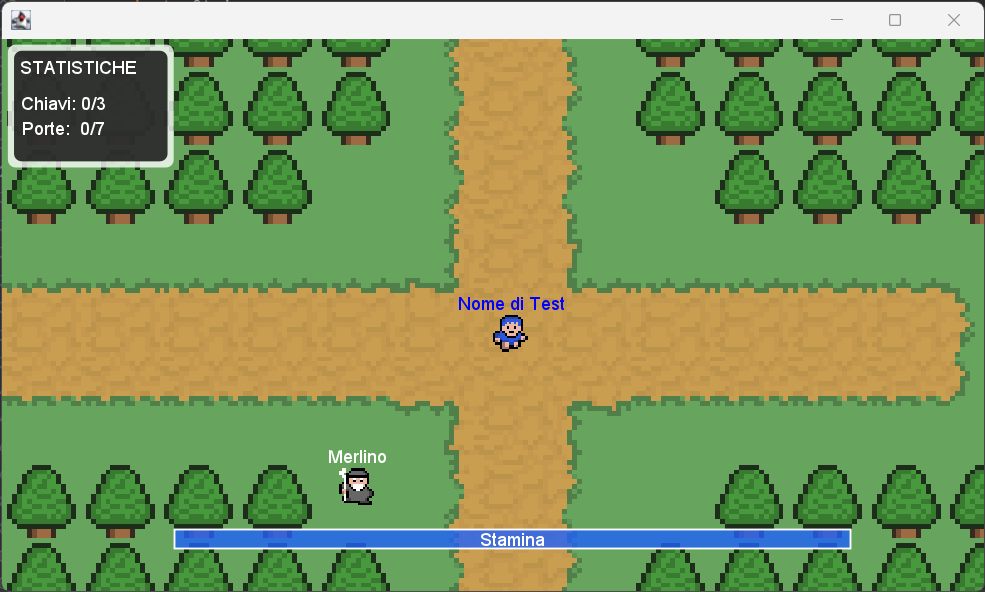 STATISTICHE
Chiavi: 0/3
Porte: 0/7
Nome di Test
Merlino
Stamina